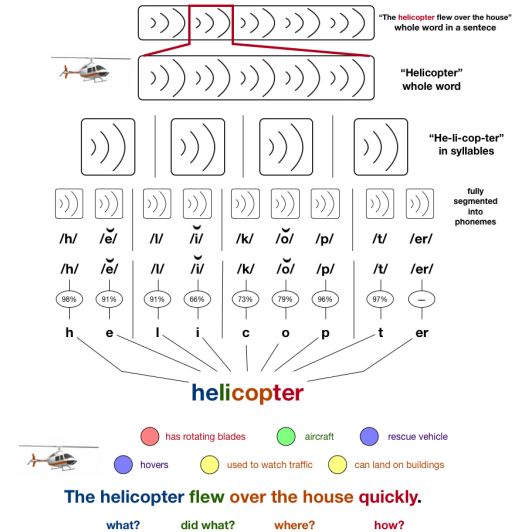 "The helicopter flew over the house"
whole word in a sentece
“Helicopter”
whole word
“He-li-cop-ter”
in syllables
fully
segmented
into
phonemes
/h/ /ĕ/ /l/ /ĭ/ /k/ /ŏ/ /p/ /t/ /er/
/h/ /ĕ/ /l/ /ĭ/ /k/ /ŏ/ /p/ /t/ /er/
98% 91% 91% 66% 73% 79% 96% 97% —
h e l i c o p t er
helicopter
has rotating blades aircraft rescue vehicle
hovers used to watch traffic can land on buildings
The helicopter flew over the house quickly.
what? did what? where? how?